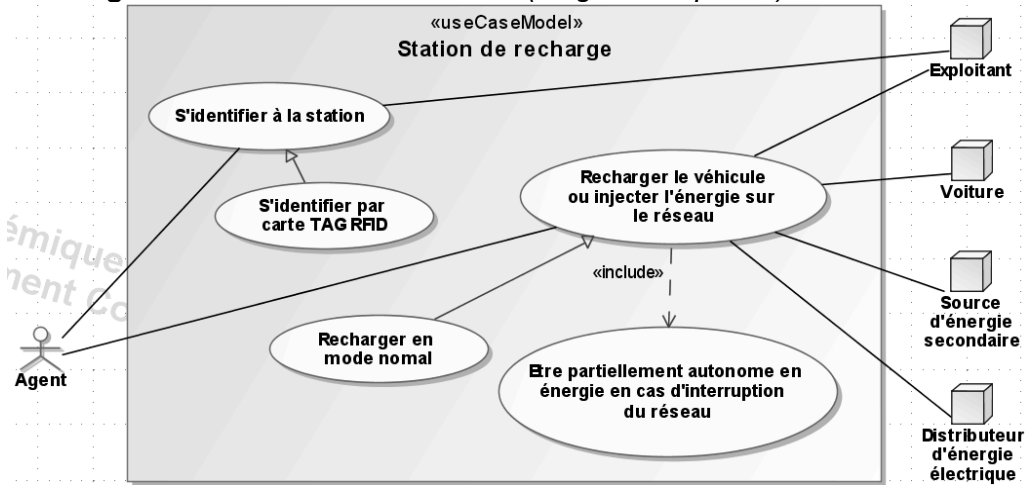 «useCaseModel»
Station de recharge
Exploitant
S'identifier à la station
Recharger le véhicule
ou injecter l'énergie sur
le réseau
Voiture
S'identifier par
carte TAG RFID
«include»
Source
d'énergie
secondaire
Recharger en
mode nomal
Etre partiellement autonome en
énergie en cas d'interruption
du réseau
Agent
Distributeur
d'énergie
électrique